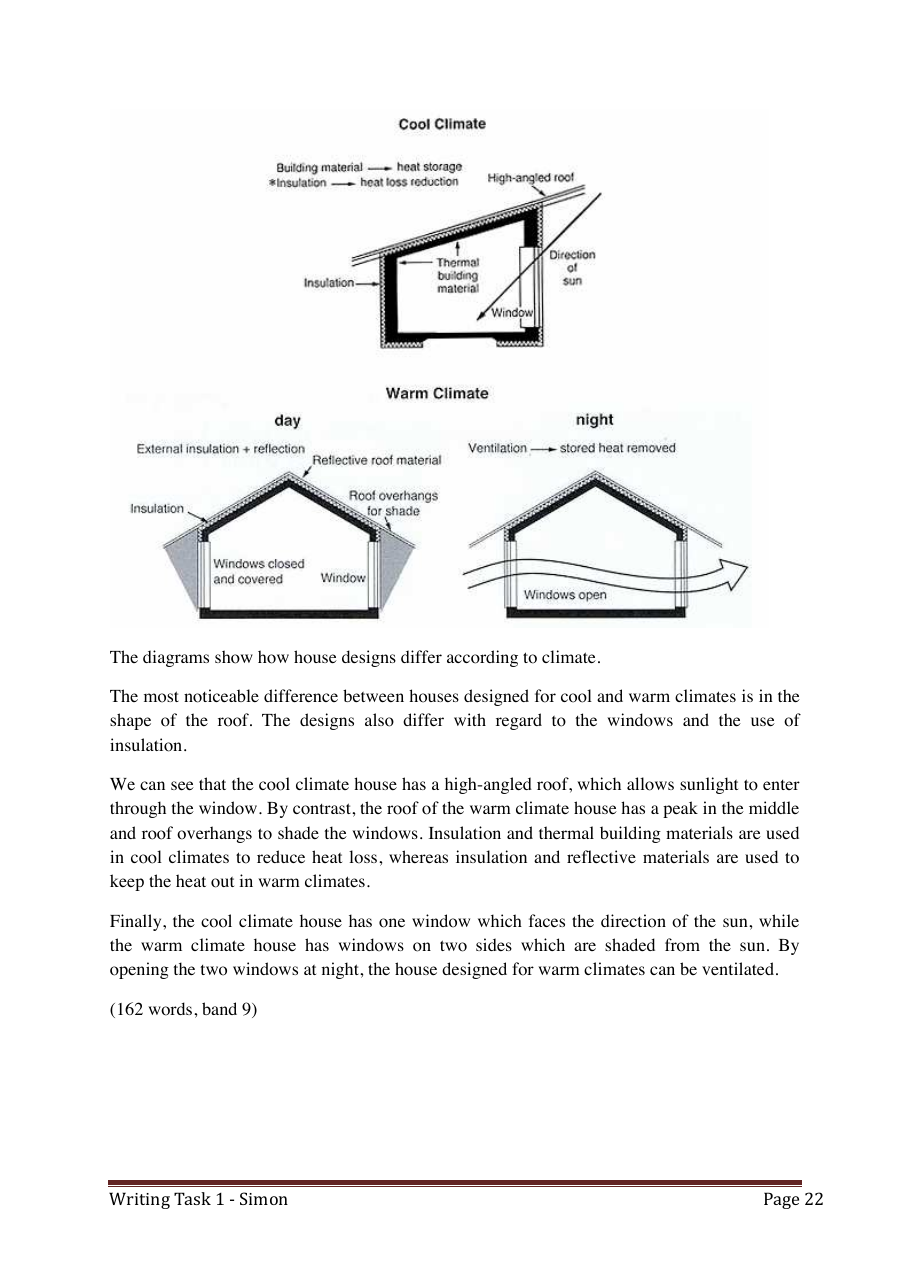 Cool Climate
Building material → heat storage
*Insulation → heat loss reduction
High-angled roof
Thermal
building
material
Direction
of
sun
Insulation
Window
Warm Climate
day
night
External insulation + reflection
Reflective roof material
Ventilation → stored heat removed
Insulation
Roof overhangs
for shade
Windows closed
and covered
Window
Windows open
The diagrams show how house designs differ according to climate.
The most noticeable difference between houses designed for cool and warm climates is in the
shape of the roof. The designs also differ with regard to the windows and the use of
insulation.
We can see that the cool climate house has a high-angled roof, which allows sunlight to enter
through the window. By contrast, the roof of the warm climate house has a peak in the middle
and roof overhangs to shade the windows. Insulation and thermal building materials are used
in cool climates to reduce heat loss, whereas insulation and reflective materials are used to
keep the heat out in warm climates.
Finally, the cool climate house has one window which faces the direction of the sun, while
the warm climate house has windows on two sides which are shaded from the sun. By
opening the two windows at night, the house designed for warm climates can be ventilated.
(162 words, band 9)
Writing Task 1 - Simon
Page 22